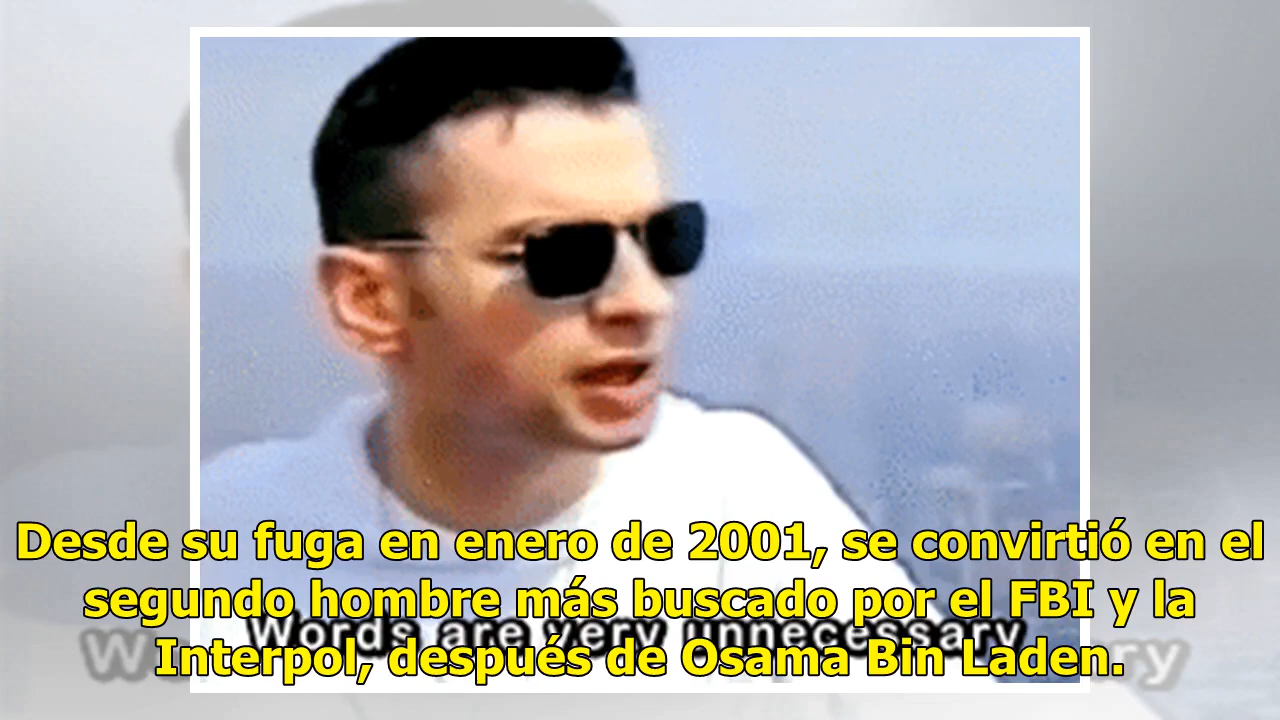 Desde su fuga en enero de 2001, se convirtió en el
segundo hombre más buscado por el FBI y la
Words are very unnecessary
Interpol, después de Osama Bin Laden.